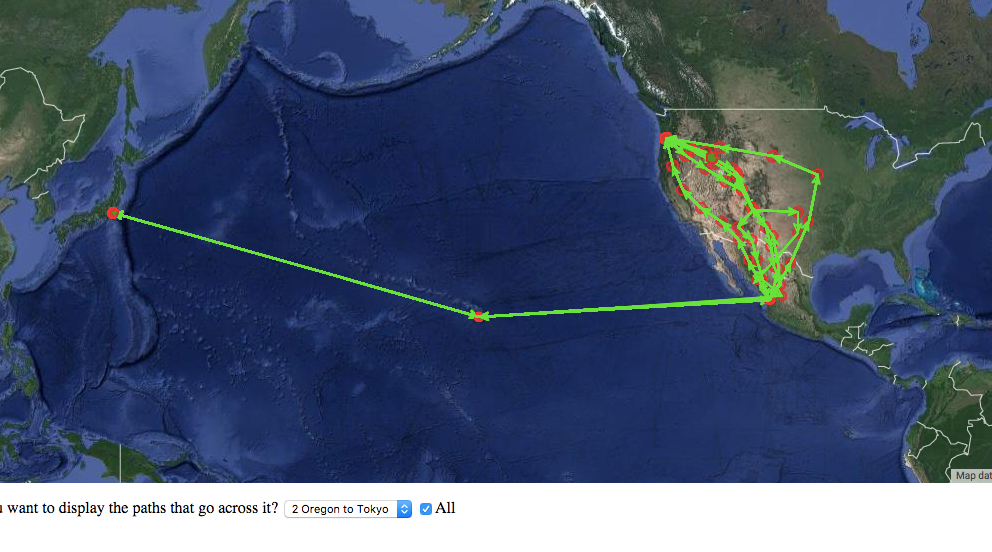 Map dat
want to display the paths that go across it? 2 Oregon to Tokyo All